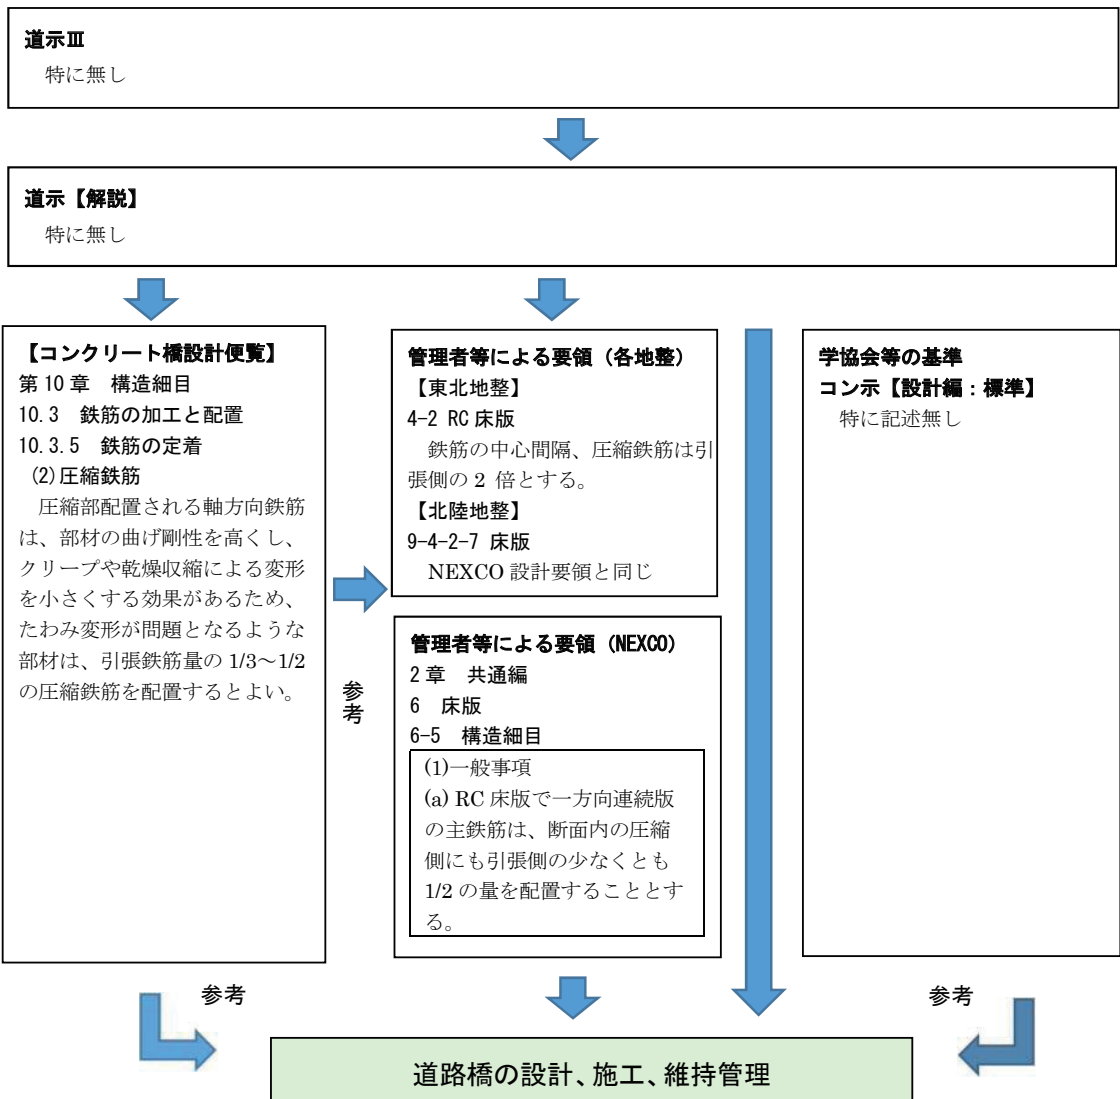 道示Ⅲ
特に無し
道示【解説】
特に無し
【コンクリート橋設計便覧】
第 10 章 構造細目
10.3 鉄筋の加工と配置
10.3.5 鉄筋の定着
(2)圧縮鉄筋
圧縮部配置される軸方向鉄筋
は、部材の曲げ剛性を高くし、
クリープや乾燥収縮による変形
を小さくする効果があるため、
たわみ変形が問題となるような
部材は、引張鉄筋量の 1/3～1/2
の圧縮鉄筋を配置するとよい。
参考
管理者等による要領（各地整）
【東北地整】
4-2 RC 床版
鉄筋の中心間隔、圧縮鉄筋は引
張側の 2 倍とする。
【北陸地整】
9-4-2-7 床版
NEXCO 設計要領と同じ
管理者等による要領（NEXCO）
2 章 共通編
6 床版
6-5 構造細目
(1)一般事項
(a) RC 床版で一方向連続版
の主鉄筋は、断面内の圧縮
側にも引張側の少なくとも
1/2 の量を配置することとす
る。
学協会等の基準
コン示【設計編：標準】
特に記述無し
参考
参考
道路橋の設計、施工、維持管理